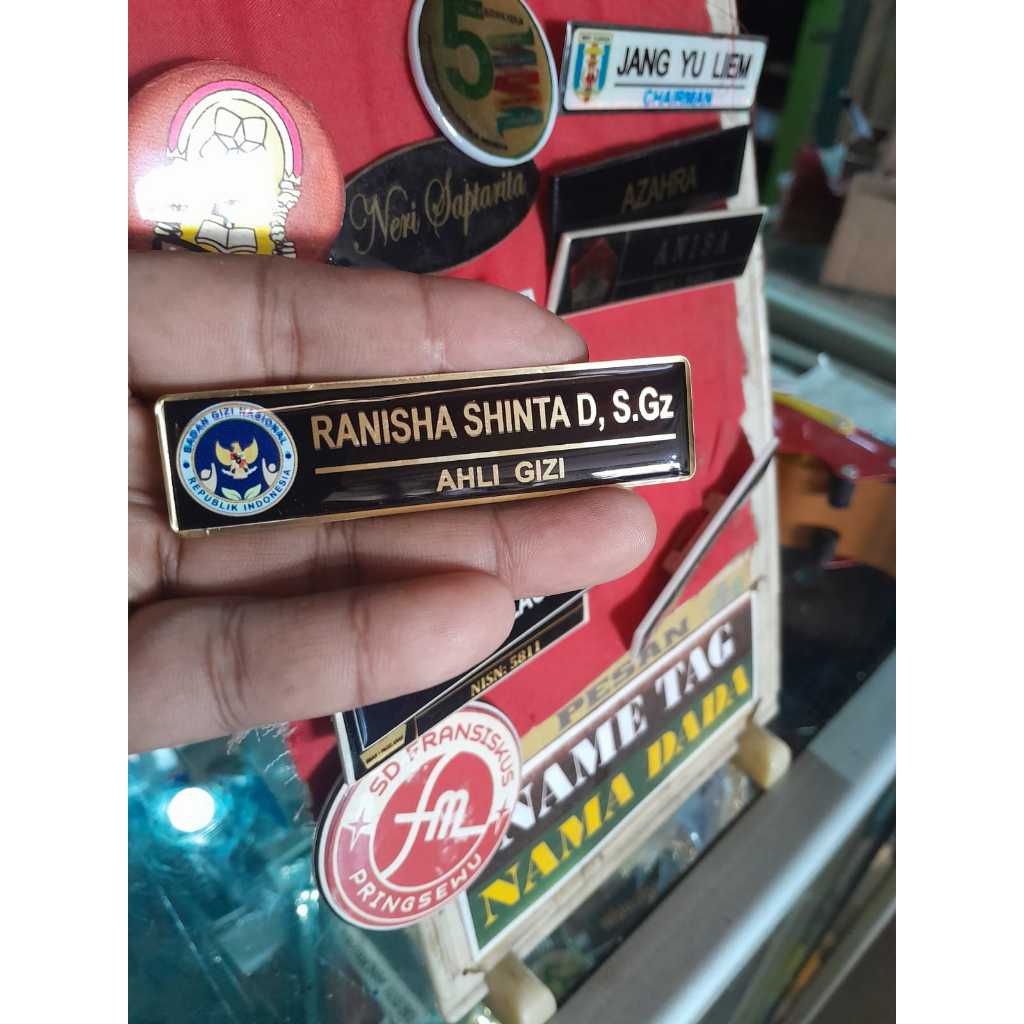 5
JANG YU LIEM
CHAIRMAN
Neri Saptarita
AZAHRA
ANISA
BADAN GIZI NASIONAL
REPUBLIK INDONESIA
RANISHA SHINTA D, S.Gz
AHLI GIZI
NISN: 5811
SD FRANSISKUS
fm
PRINGSEWU
PESAN
NAME TAG
NAMA DADA